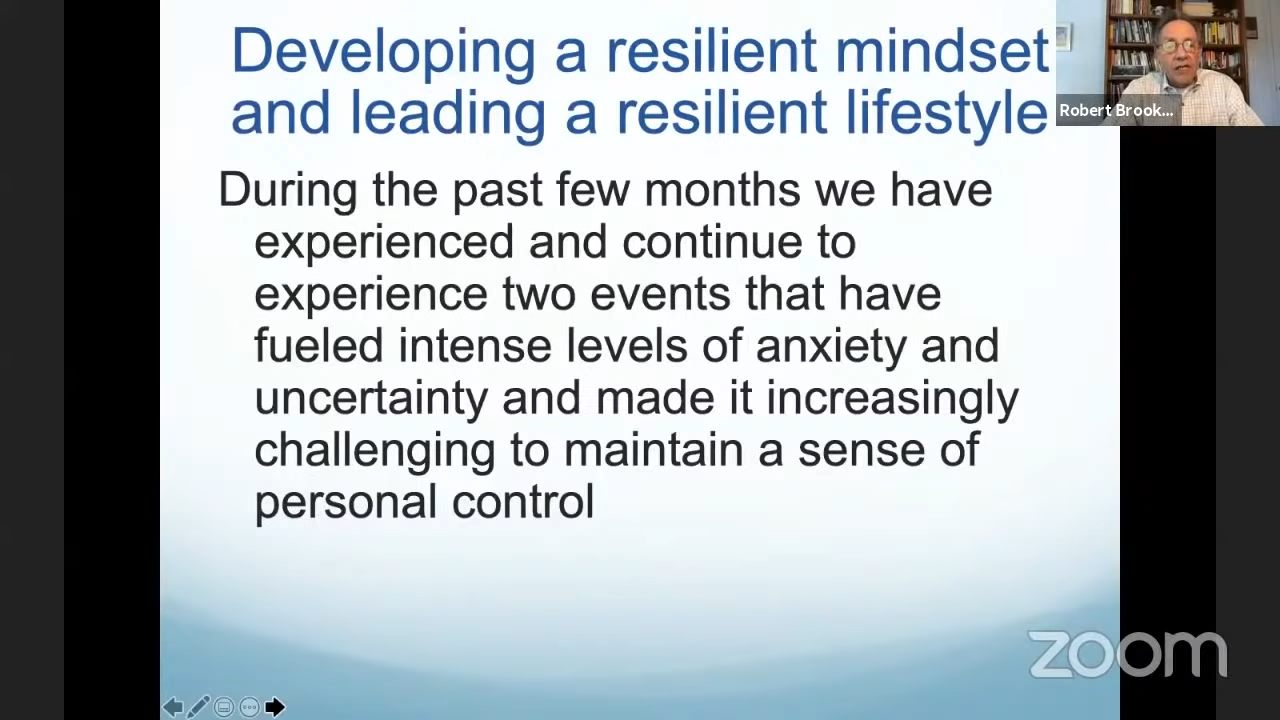 Developing a resilient mindset
and leading a resilient lifestyle
Robert Brook...
During the past few months we have
experienced and continue to
experience two events that have
fueled intense levels of anxiety and
uncertainty and made it increasingly
challenging to maintain a sense of
personal control
zoom